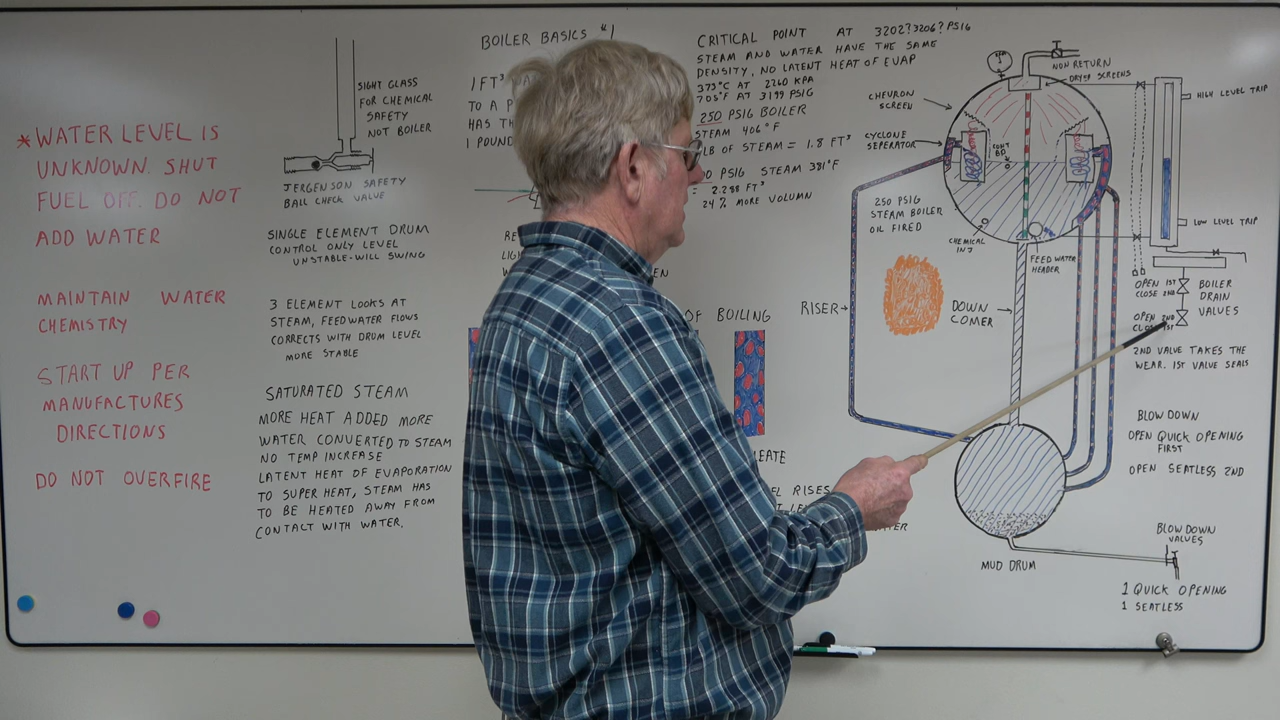 * WATER LEVEL IS
UNKNOWN. SHUT
FUEL OFF. DO NOT
ADD WATER
MAINTAIN WATER
CHEMISTRY
START UP PER
MANUFACTURES
DIRECTIONS
DO NOT OVERFIRE
SIGHT GLASS
FOR CHEMICAL
SAFETY
NOT BOILER
JERGENSON SAFETY
BALL CHECK VALVE
SINGLE ELEMENT DRUM
CONTROL ONLY LEVEL
UNSTABLE-WILL SWING
3 ELEMENT LOOKS AT
STEAM, FEEDWATER FLOWS
CORRECTS WITH DRUM LEVEL
MORE STABLE
SATURATED STEAM
MORE HEAT ADDED MORE
WATER CONVERTED TO STEAM
NO TEMP INCREASE
LATENT HEAT OF EVAPORATION
TO SUPER HEAT, STEAM HAS
TO BE HEATED AWAY FROM
CONTACT WITH WATER.
BOILER BASICS #1
1 FT³
TO A P
HAS TH
1 POUND
OF BOILING
CRITICAL POINT AT 3202?3206? PSIG
STEAM AND WATER HAVE THE SAME
DENSITY, NO LATENT HEAT OF EVAP
373°C AT 2260 KPA
705°F AT 3199 PSIG
250 PSIG BOILER
STEAM 406°F
LB OF STEAM = 1.8 FT³
PSIG STEAM 381°F
= 2.288 FT³
24% MORE VOLUMN
NON RETURN
DRYER SCREENS
CHEVRON
SCREEN
CYCLONE
SEPERATOR
CONT
BD
HIGH LEVEL TRIP
LOW LEVEL TRIP
250 PSIG
STEAM BOILER
OIL FIRED
CHEMICAL
INJ
FEED WATER
HEADER
RISER
DOWN
COMER
OPEN 1ST
CLOSE 2ND
BOILER
DRAIN
VALVES
OPEN 2ND
CLOSE 1ST
2ND VALVE TAKES THE
WEAR. 1ST VALVE SEALS
BLOW DOWN
OPEN QUICK OPENING
FIRST
OPEN SEATLESS 2ND
BLOW DOWN
VALVES
MUD DRUM
1 QUICK OPENING
1 SEATLESS